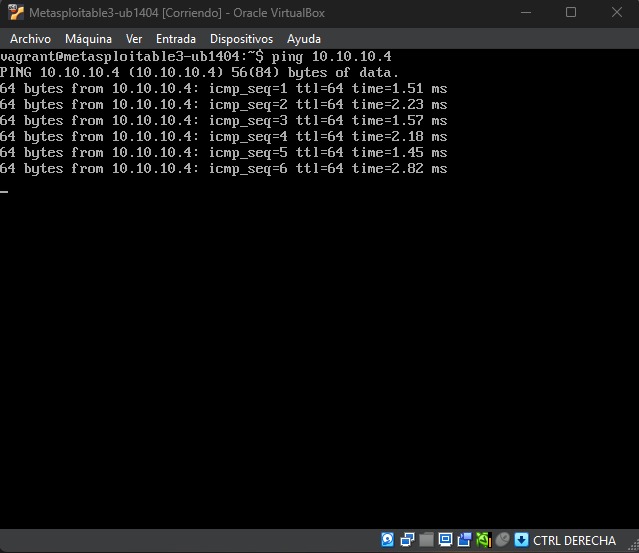 Metasploitable3-ub1404 [Corriendo] - Oracle VirtualBox
Archivo Máquina Ver Entrada Dispositivos Ayuda
vagrant@metasploitable3-ub1404:~$ ping 10.10.10.4
PING 10.10.10.4 (10.10.10.4) 56(84) bytes of data.
64 bytes from 10.10.10.4: icmp_seq=1 ttl=64 time=1.51 ms
64 bytes from 10.10.10.4: icmp_seq=2 ttl=64 time=2.23 ms
64 bytes from 10.10.10.4: icmp_seq=3 ttl=64 time=1.57 ms
64 bytes from 10.10.10.4: icmp_seq=4 ttl=64 time=2.18 ms
64 bytes from 10.10.10.4: icmp_seq=5 ttl=64 time=1.45 ms
64 bytes from 10.10.10.4: icmp_seq=6 ttl=64 time=2.82 ms
CTRL DERECHA